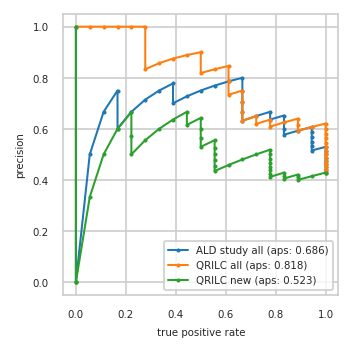 precision
1.0
0.8
0.6
0.4
0.2
0.0
ALD study all (aps: 0.686)
QRILC all (aps: 0.818)
QRILC new (aps: 0.523)
0.0 0.2 0.4 0.6 0.8 1.0
true positive rate